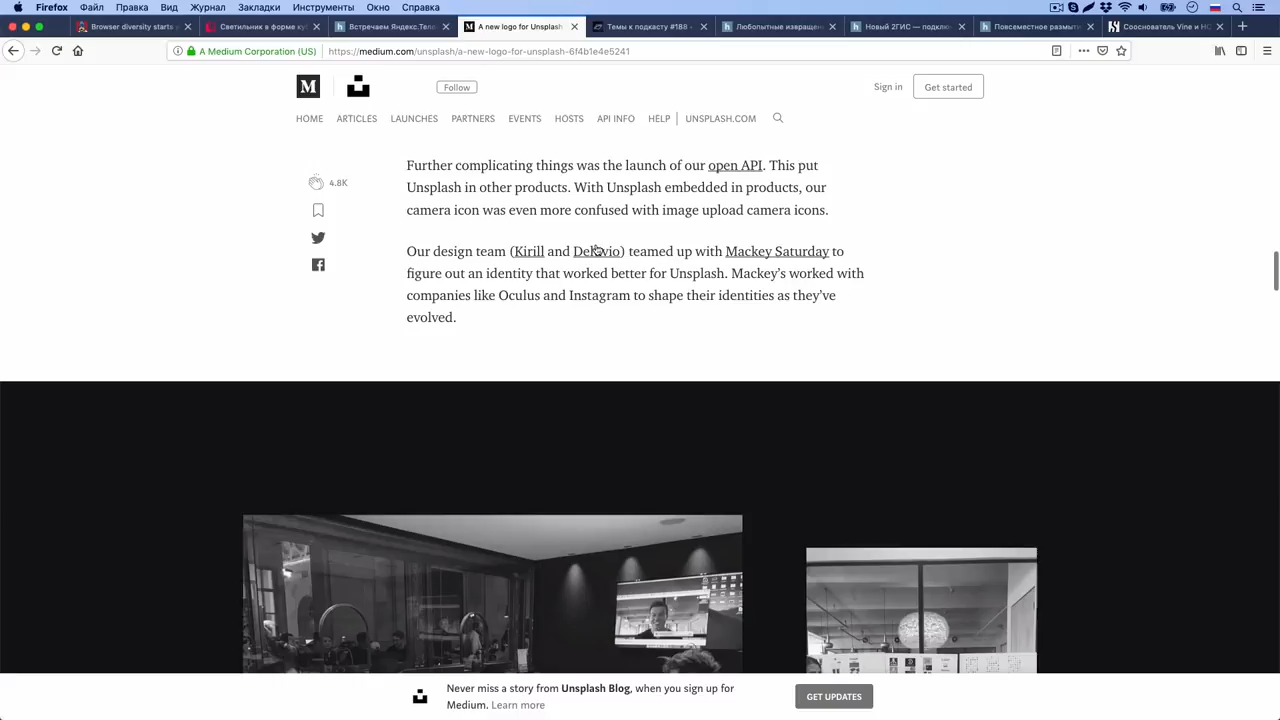 Firefox Файл Правка Вид Журнал Закладки Инструменты Окно Справка
Browser diversity starts Светильник в форме ку Встречаем Яндекс.Теле A new logo for Unsplash Темы к подкасту #188 Любопытные извращен Новый 2ГИС — подклю Повсеместное размыти Сооснователь Vine и HC
A Medium Corporation (US) https://medium.com/unsplash/a-new-logo-for-unsplash-6f4b1e4e5241
M Follow Sign in Get started
HOME ARTICLES LAUNCHES PARTNERS EVENTS HOSTS API INFO HELP UNSPLASH.COM
Further complicating things was the launch of our open API. This put
4.8K
Unsplash in other products. With Unsplash embedded in products, our
camera icon was even more confused with image upload camera icons.
Our design team (Kirill and ) teamed up with Mackey Saturday to
figure out an identity that worked better for Unsplash. Mackey’s worked with
companies like Oculus and Instagram to shape their identities as they’ve
evolved.
Never miss a story from Unsplash Blog, when you sign up for
Medium. Learn more
GET UPDATES